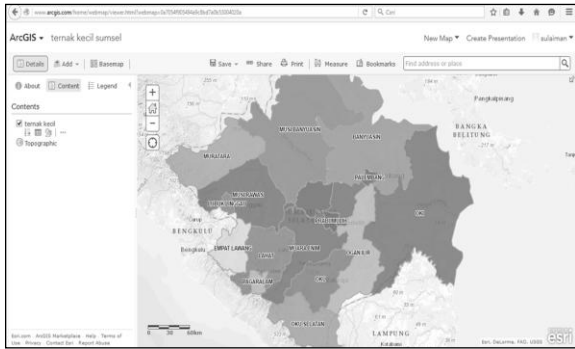 www.arcgis.com/home/webmap/viewer.html?webmap=
Cari
ArcGIS ▾ ternak kecil sumsel
New Map ▾ Create Presentation sulaiman ▾
Details Add ▾ Basemap
Save ▾ Share Print Measure Bookmarks Find address or place
About Content Legend
Contents
ternak kecil
Topographic
MUSI BANYUASIN
BANYUASIN
Pangkalpinang
BANGKA
BELITUNG
MURATARA
PALEMBANG
MUSI RAWAS
PRABUMULIH
OKI
BENGKULU
Bengkulu
EMPAT LAWANG
LAHAT
MUARA ENIM
OGAN ILIR
PAGARALAM
OKU
OKU SELATAN
LAMPUNG
Kotabumi
0 30 60km
Esri.com ArcGIS Marketplace Help Terms of
Use Privacy Contact Esri Report Abuse
Esri, DeLorme, FAO, USGS
esri